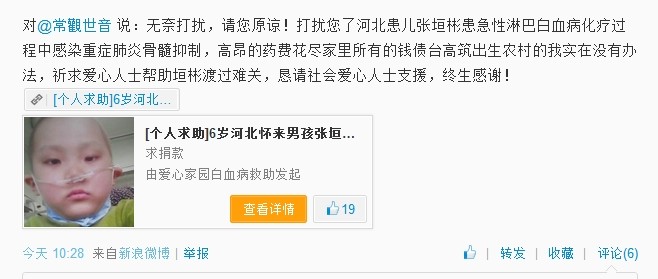 对@常觀世音 说：无奈打扰，请您原谅！打扰您了河北患儿张垣彬患急性淋巴白血病化疗过
程中感染重症肺炎骨髓抑制，高昂的药费花尽家里所有的钱债台高筑出生农村的我实在没有办
法，祈求爱心人士帮助垣彬渡过难关，恳请社会爱心人士支援，终生感谢！
[个人求助]6岁河北...
[个人求助]6岁河北怀来男孩张垣...
求捐款
由爱心家园白血病救助发起
查看详情 19
今天 10:28 来自新浪微博 | 举报 | 转发 | 收藏 | 评论(6)